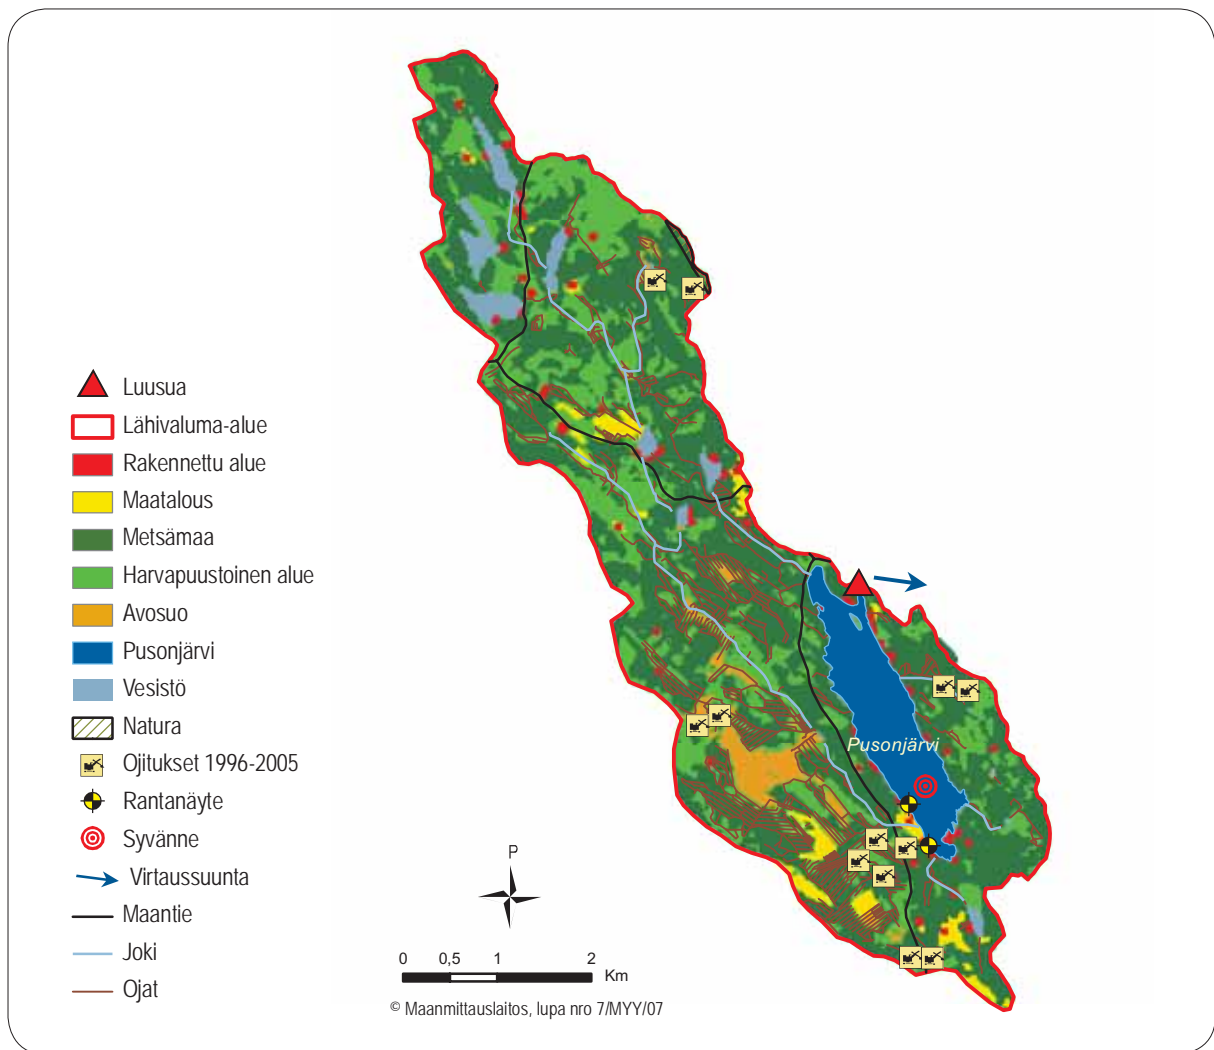 Luusua
Lähivaluma-alue
Rakennettu alue
Maatalous
Metsämaa
Harvapuustoinen alue
Avosuo
Pusonjärvi
Vesistö
Natura
Ojitukset 1996-2005
Rantanäyte
Syvänne
Virtaussuunta
Maantie
Joki
Ojat
Pusonjärvi
P
0 0,5 1 2
Km
© Maanmittauslaitos, lupa nro 7/MYY/07